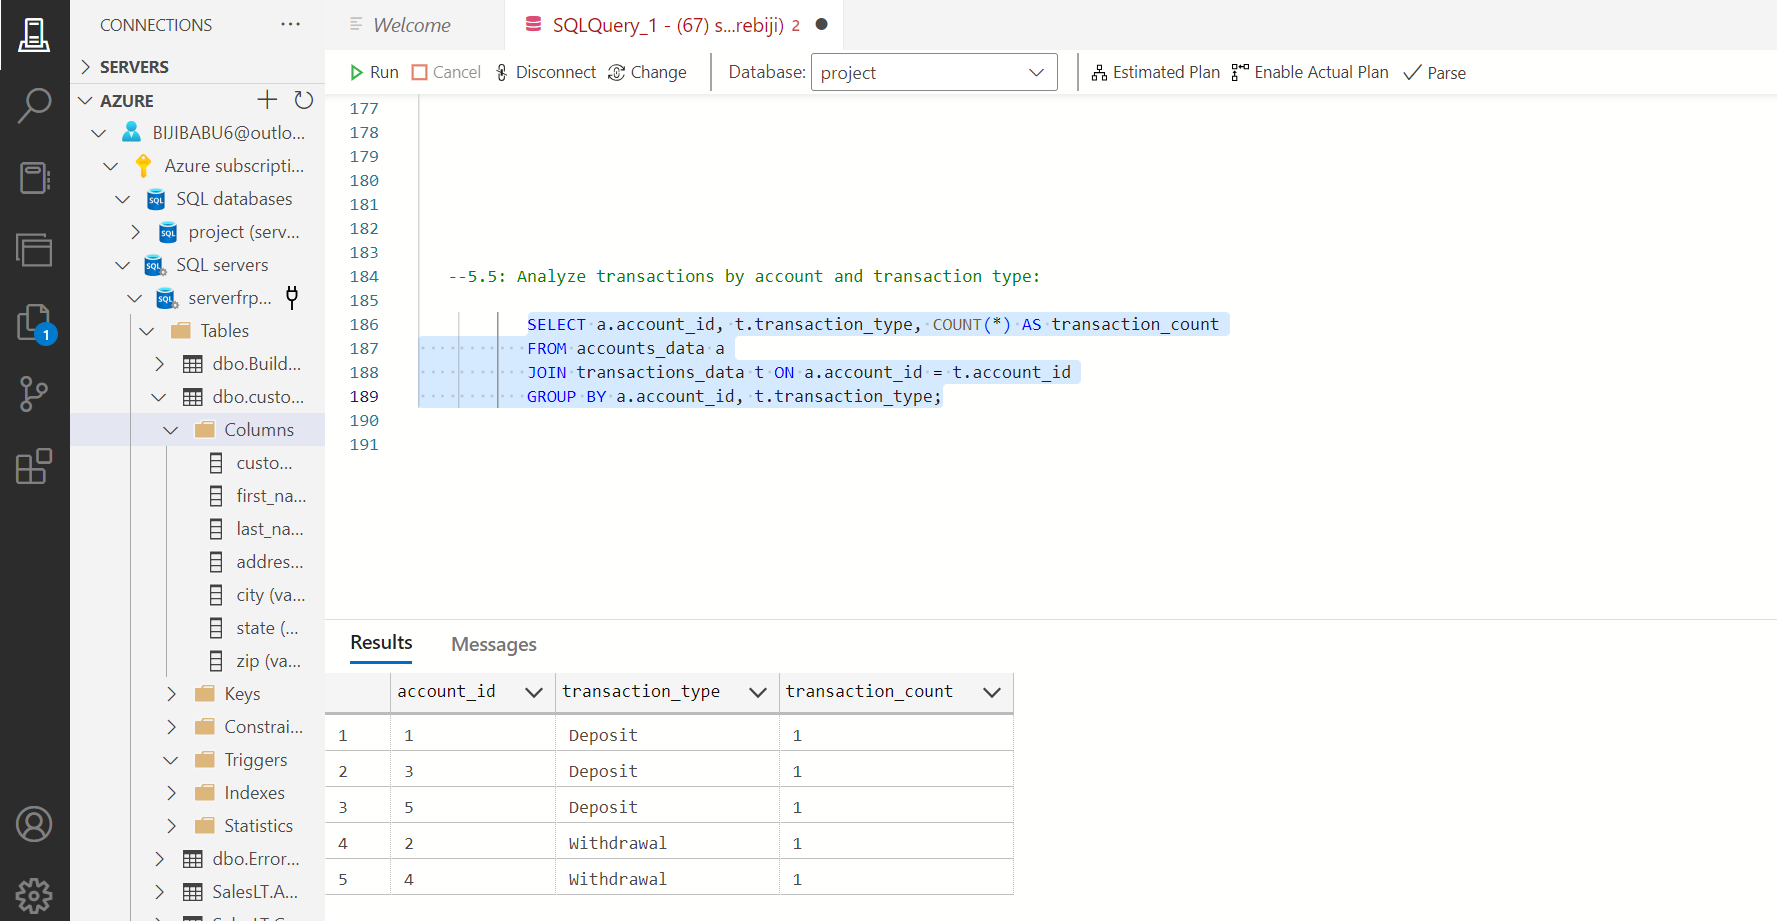 CONNECTIONS ...
SERVERS
AZURE
BIJIBABU6@outlo...
Azure subscripti...
SQL databases
project (serv...
SQL servers
serverfrp...
Tables
dbo.Build...
dbo.custo...
Columns
custo...
first_na...
last_na...
addres...
city (va...
state (...
zip (va...
Keys
Constrai...
Triggers
Indexes
Statistics
dbo.Error...
SalesLT.A...
1
Welcome
SQLQuery_1 - (67) s...rebiji) 2
Run Cancel Disconnect Change Database: project Estimated Plan Enable Actual Plan Parse
177
178
179
180
181
182
183
184 --5.5: Analyze transactions by account and transaction type:
185
186 SELECT a.account_id, t.transaction_type, COUNT(*) AS transaction_count
187 FROM accounts_data a
188 JOIN transactions_data t ON a.account_id = t.account_id
189 GROUP BY a.account_id, t.transaction_type;
190
191
Results Messages
account_id transaction_type transaction_count
1 1 Deposit 1
2 3 Deposit 1
3 5 Deposit 1
4 2 Withdrawal 1
5 4 Withdrawal 1